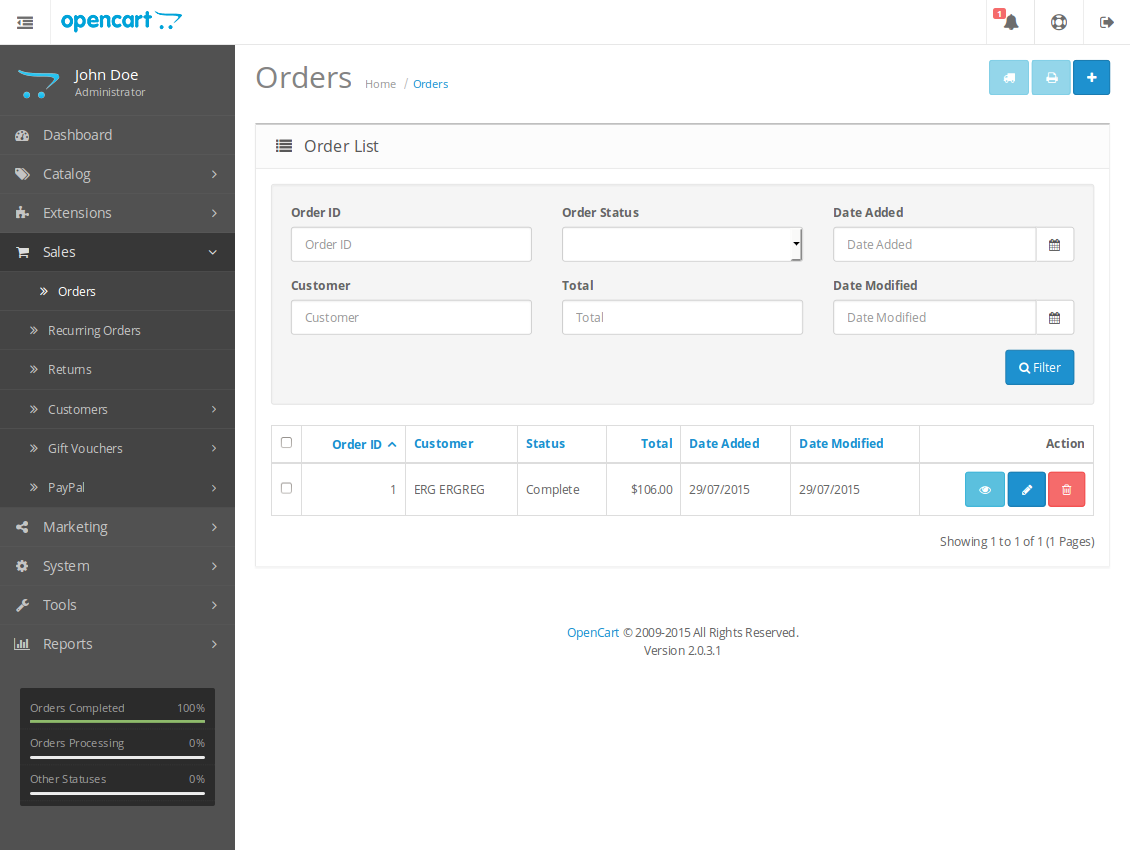 opencart
1
John Doe
Administrator
Dashboard
Catalog
Extensions
Sales
Orders
Recurring Orders
Returns
Customers
Gift Vouchers
PayPal
Marketing
System
Tools
Reports
Orders Completed 100%
Orders Processing 0%
Other Statuses 0%
Orders Home / Orders
Order List
Order ID Order Status Date Added
Order ID Date Added
Customer Total Date Modified
Customer Total Date Modified
Filter
Order ID Customer Status Total Date Added Date Modified Action
1 ERG ERGREG Complete $106.00 29/07/2015 29/07/2015
Showing 1 to 1 of 1 (1 Pages)
OpenCart © 2009-2015 All Rights Reserved.
Version 2.0.3.1